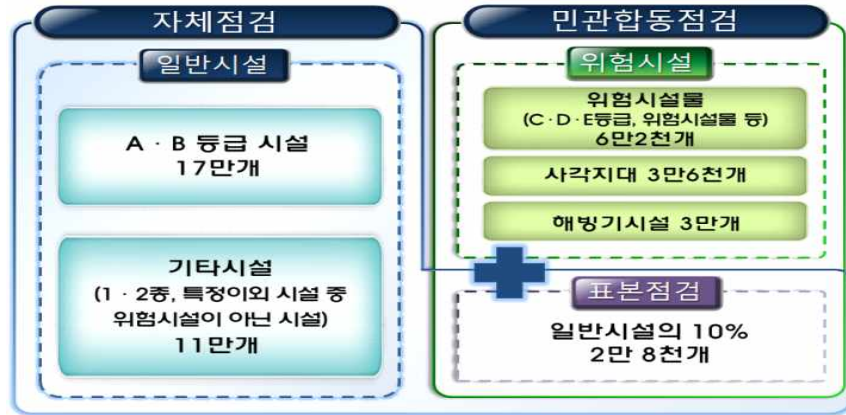 자체점검
일반시설
A · B 등급 시설
17만개
기타시설
(1 · 2종, 특정이외 시설 중
위험시설이 아닌 시설)
11만개
민관합동점검
위험시설
위험시설물
(C·D·E등급, 위험시설물 등)
6만2천개
사각지대 3만6천개
해빙기시설 3만개
표본점검
일반시설의 10%
2만 8천개